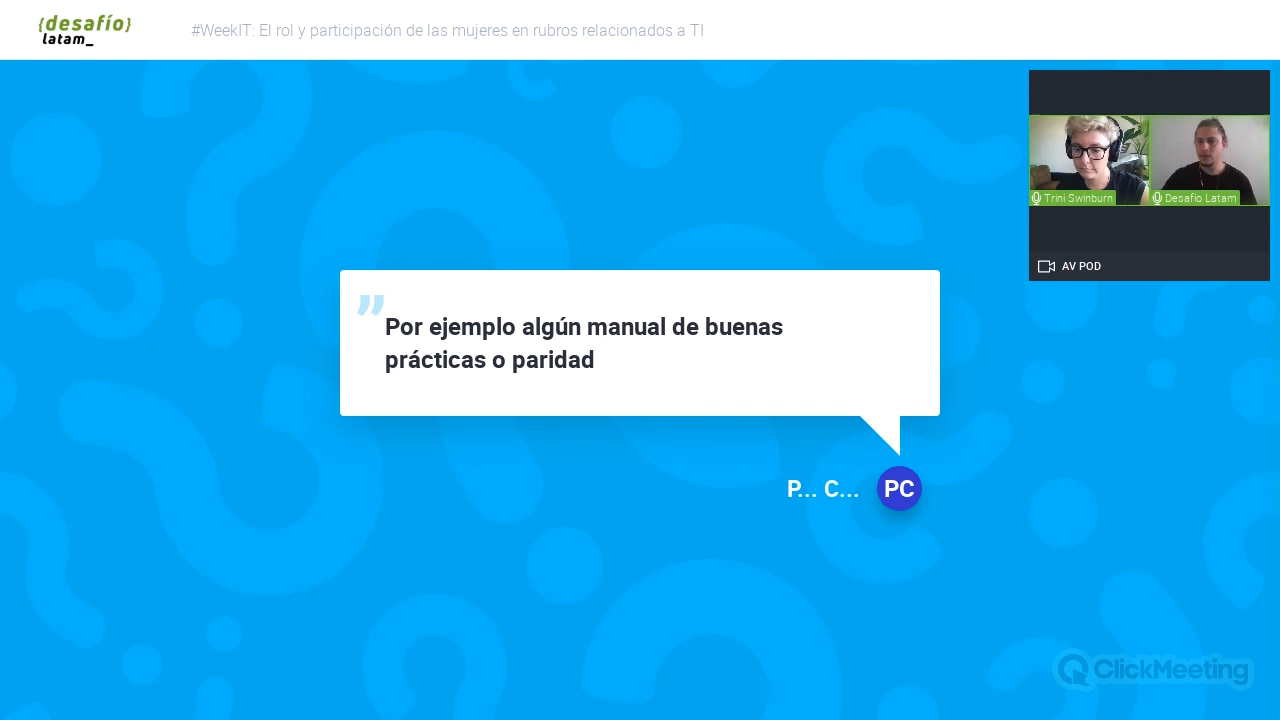 {desafío}
latam_
#WeekIT: El rol y participación de las mujeres en rubros relacionados a TI
Trini Swinburn
Desafío Latam
AV POD
”
Por ejemplo algún manual de buenas
prácticas o paridad
P... C...
PC
ClickMeeting